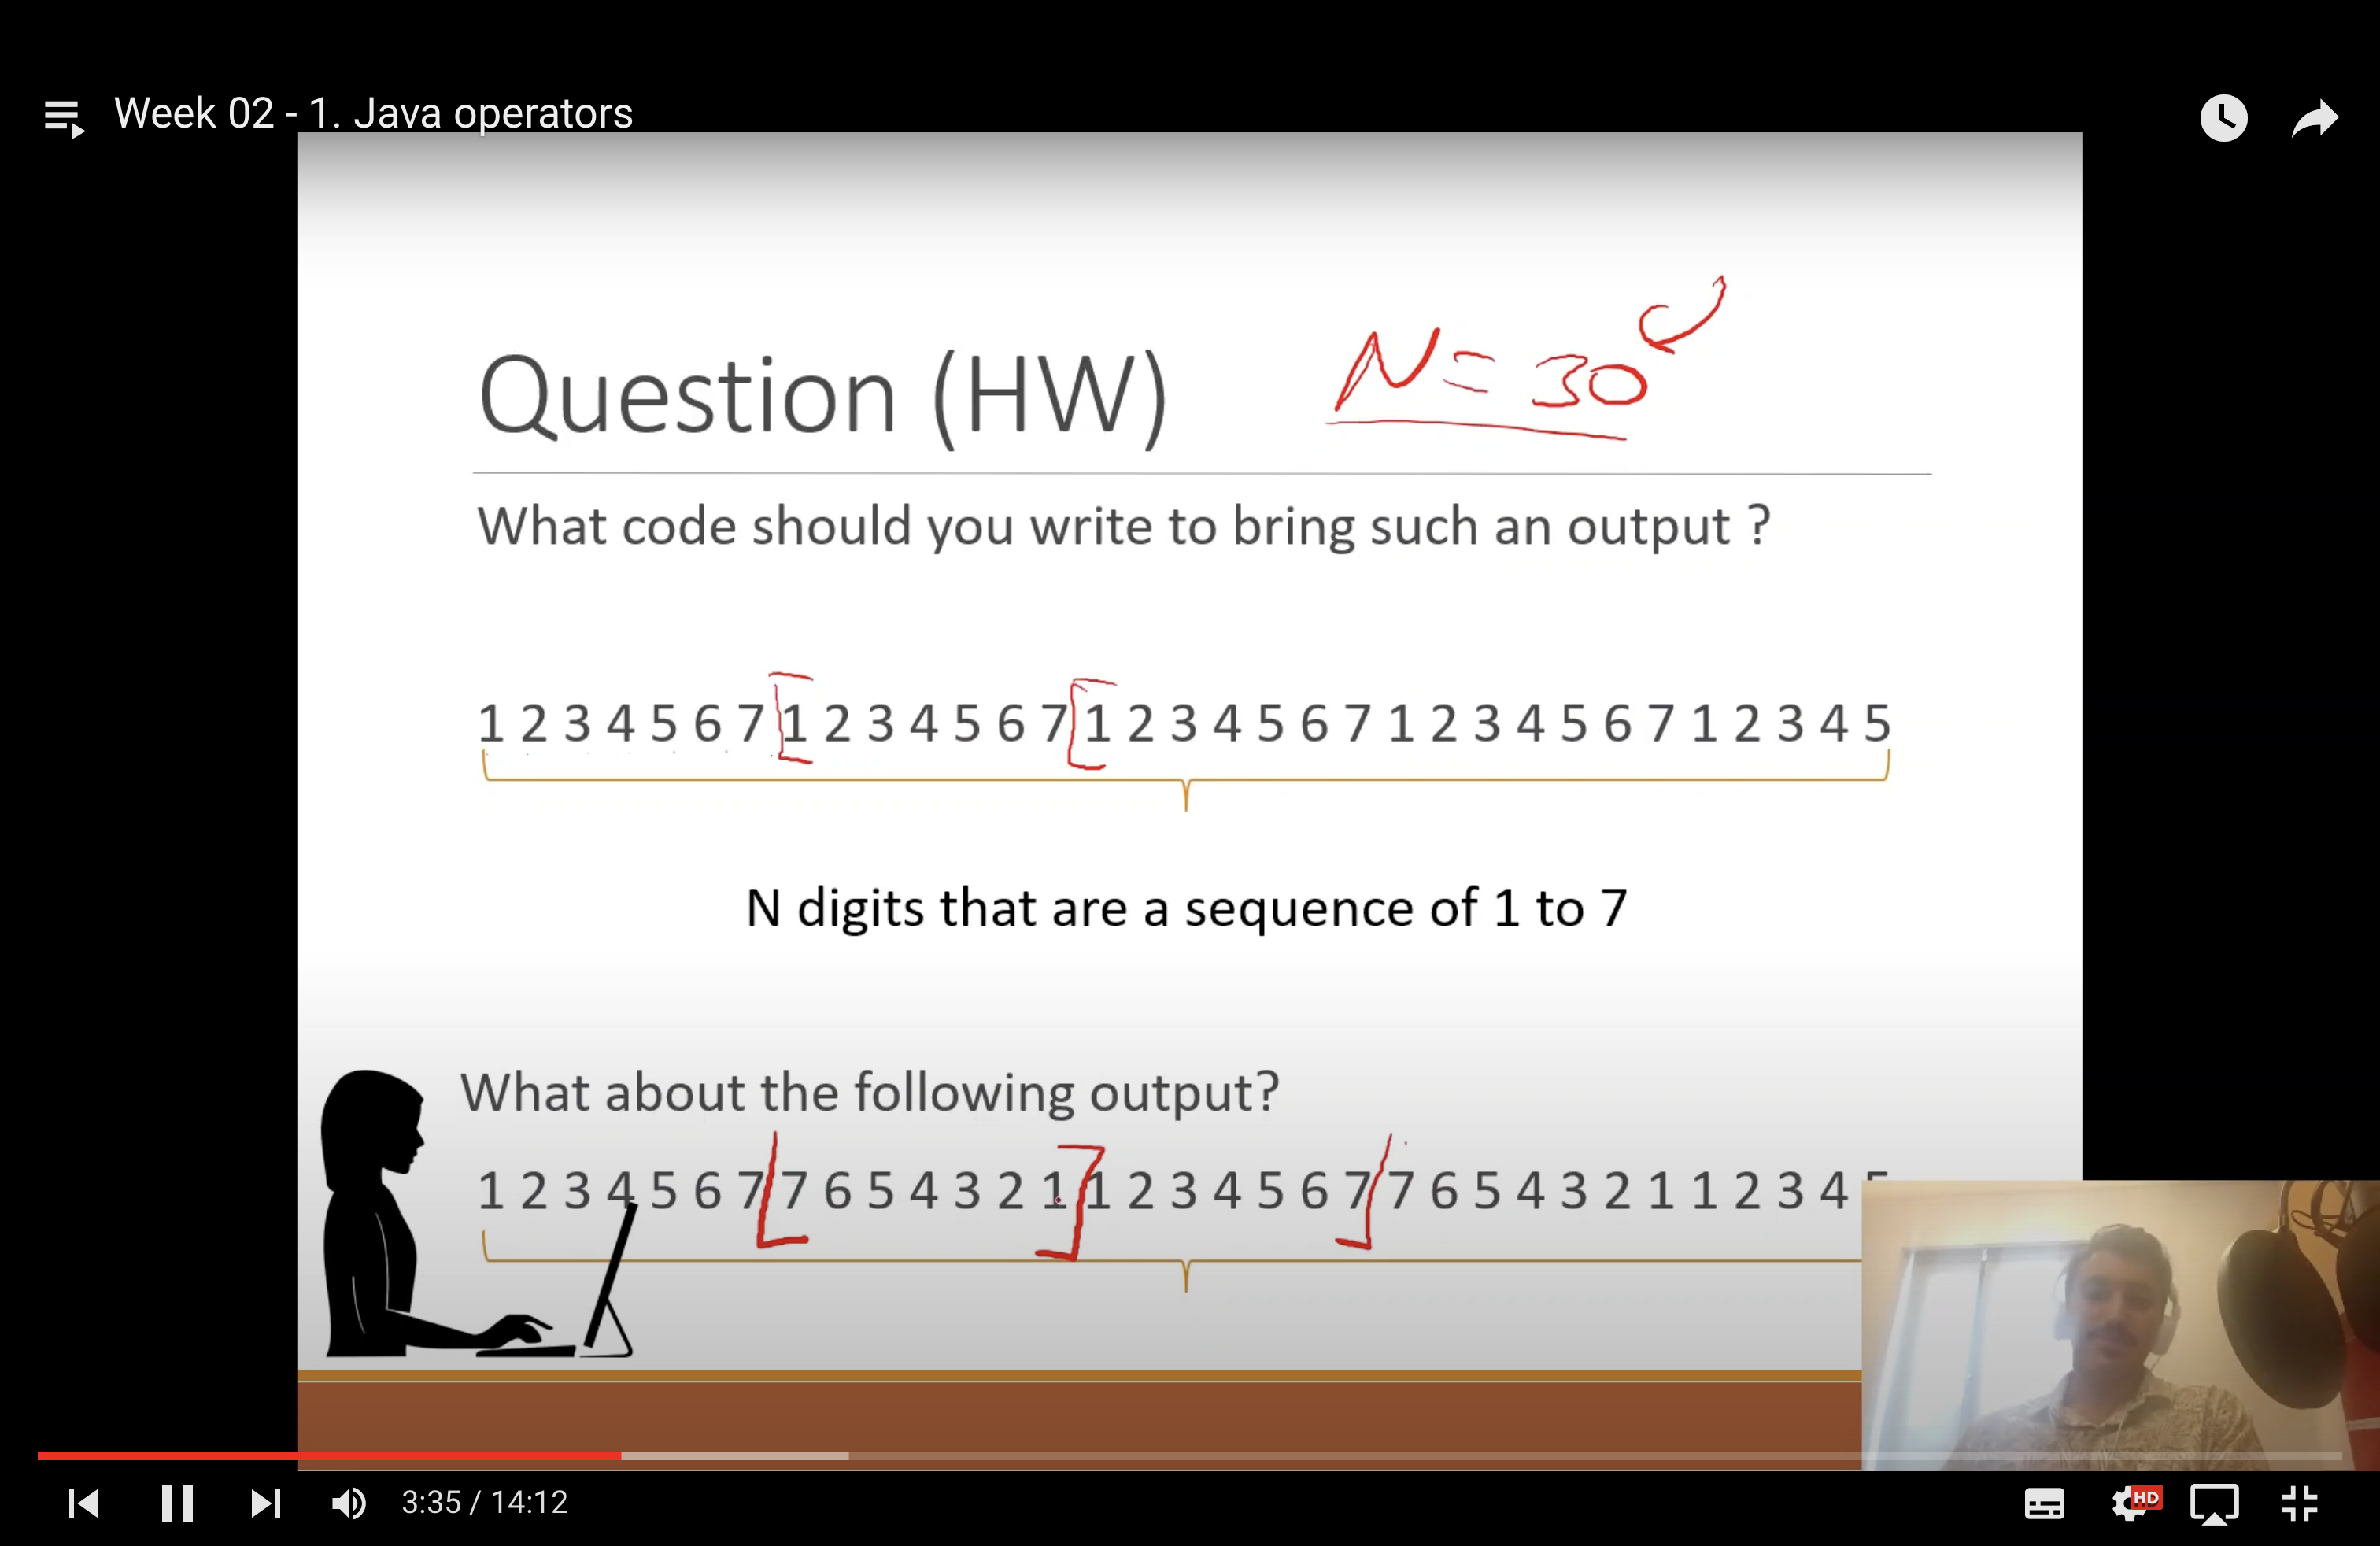 Week 02 - 1. Java operators
Question (HW)
N = 30
What code should you write to bring such an output ?
1 2 3 4 5 6 7 1 2 3 4 5 6 7 1 2 3 4 5 6 7 1 2 3 4 5 6 7 1 2 3 4 5
N digits that are a sequence of 1 to 7
What about the following output?
1 2 3 4 5 6 7 7 6 5 4 3 2 1 1 2 3 4 5 6 7 7 6 5 4 3 2 1 1 2 3 4
3:35 / 14:12
HD